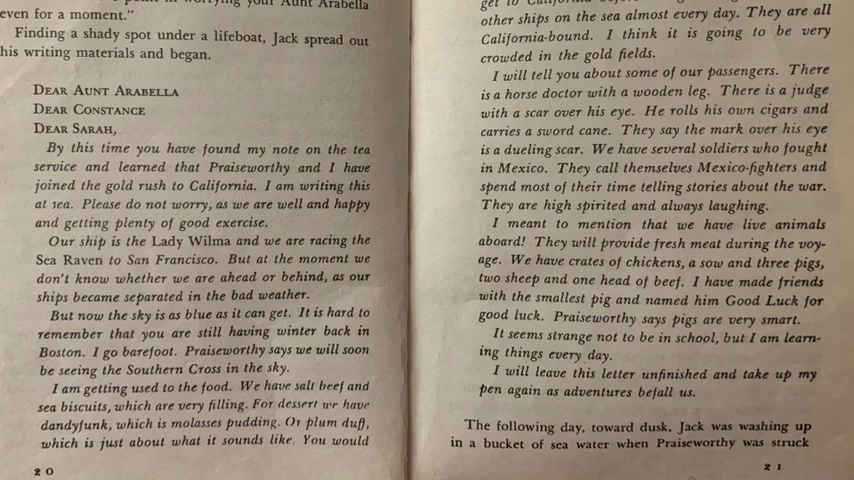 point in worrying your Aunt Arabella
even for a moment."
Finding a shady spot under a lifeboat, Jack spread out
his writing materials and began.
DEAR AUNT ARABELLA
DEAR CONSTANCE
DEAR SARAH,
By this time you have found my note on the tea
service and learned that Praiseworthy and I have
joined the gold rush to California. I am writing this
at sea. Please do not worry, as we are well and happy
and getting plenty of good exercise.
Our ship is the Lady Wilma and we are racing the
Sea Raven to San Francisco. But at the moment we
don't know whether we are ahead or behind, as our
ships became separated in the bad weather.
But now the sky is as blue as it can get. It is hard to
remember that you are still having winter back in
Boston. I go barefoot. Praiseworthy says we will soon
be seeing the Southern Cross in the sky.
I am getting used to the food. We have salt beef and
sea biscuits, which are very filling. For dessert we have
dandyfunk, which is molasses pudding. Or plum duff,
which is just about what it sounds like. You would
20
get to California
other ships on the sea almost every day. They are all
California-bound. I think it is going to be very
crowded in the gold fields.
I will tell you about some of our passengers. There
is a horse doctor with a wooden leg. There is a judge
with a scar over his eye. He rolls his own cigars and
carries a sword cane. They say the mark over his eye
is a dueling scar. We have several soldiers who fought
in Mexico. They call themselves Mexico-fighters and
spend most of their time telling stories about the war.
They are high spirited and always laughing.
I meant to mention that we have live animals
aboard! They will provide fresh meat during the voy-
age. We have crates of chickens, a sow and three pigs,
two sheep and one head of beef. I have made friends
with the smallest pig and named him Good Luck for
good luck. Praiseworthy says pigs are very smart.
It seems strange not to be in school, but I am learn-
ing things every day.
I will leave this letter unfinished and take up my
pen again as adventures befall us.
The following day, toward dusk, Jack was washing up
in a bucket of sea water when Praiseworthy was struck
21